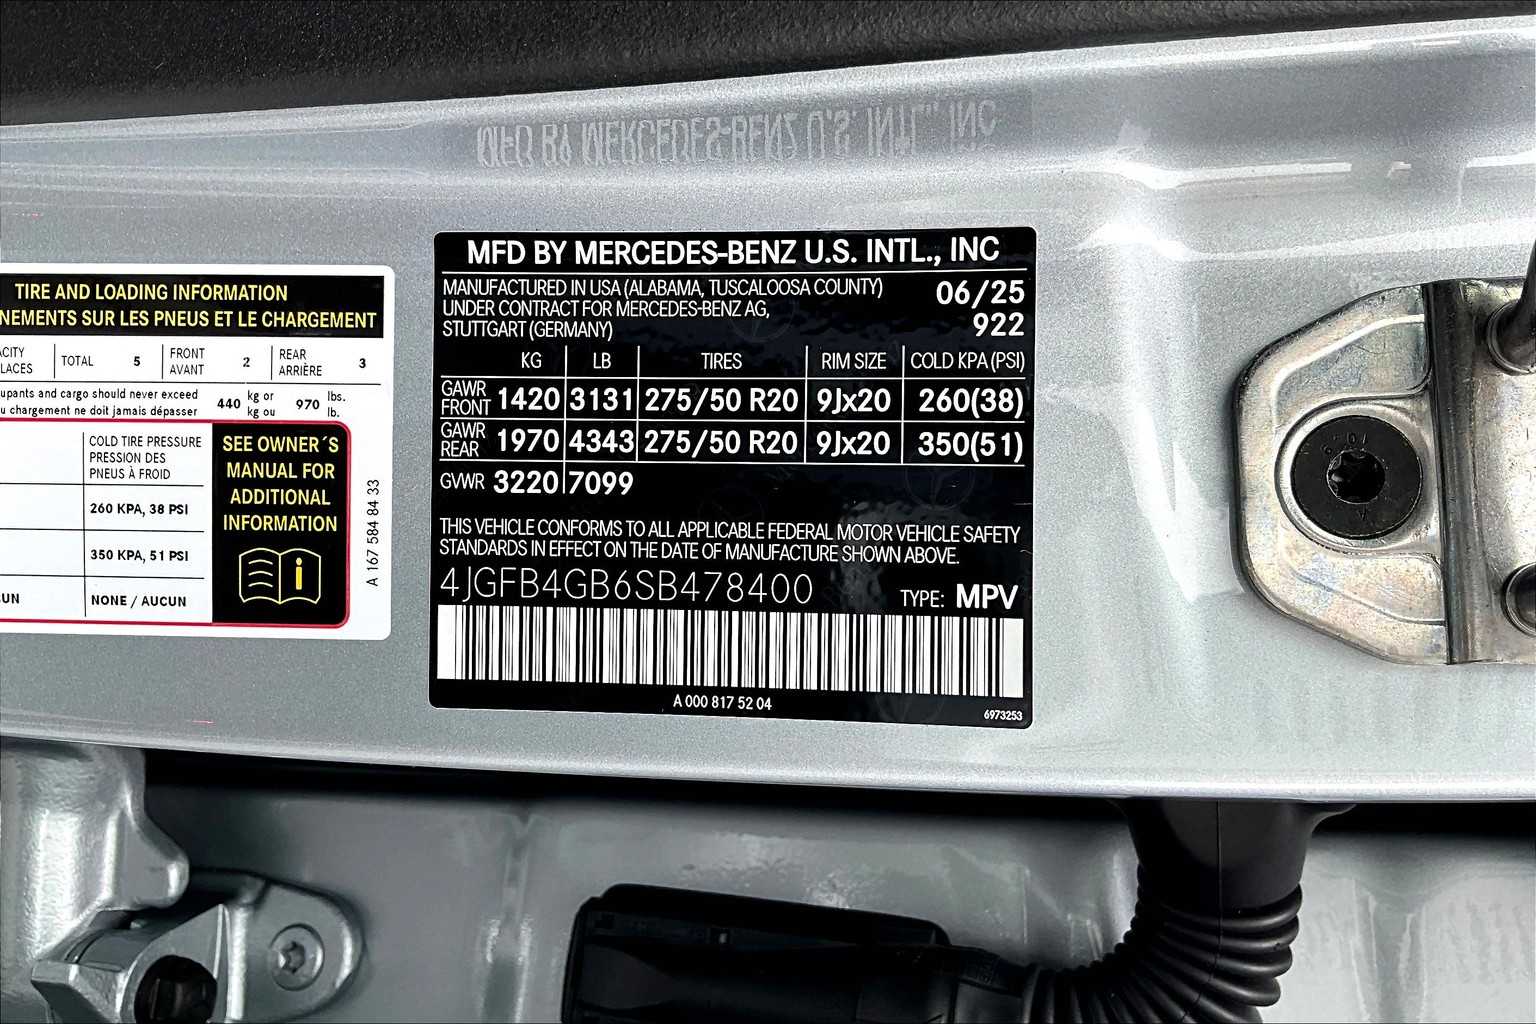 MFD BY MERCEDES-BENZ U.S. INTL., INC
TIRE AND LOADING INFORMATION
NEMENTS SUR LES PNEUS ET LE CHARGEMENT
ACITY
LACES
TOTAL 5
FRONT
AVANT
2
REAR
ARRIÈRE
3
upants and cargo should never exceed
u chargement ne doit jamais dépasser
440 kg or
kg ou
970 lbs.
lb.
COLD TIRE PRESSURE
PRESSION DES
PNEUS À FROID
260 KPA, 38 PSI
350 KPA, 51 PSI
UN
NONE / AUCUN
SEE OWNER´S
MANUAL FOR
ADDITIONAL
INFORMATION
i
A 167 584 84 33
MFD BY MERCEDES-BENZ U.S. INTL., INC
MANUFACTURED IN USA (ALABAMA, TUSCALOOSA COUNTY)
UNDER CONTRACT FOR MERCEDES-BENZ AG,
STUTTGART (GERMANY)
06/25
922
KG LB TIRES RIM SIZE COLD KPA (PSI)
GAWR
FRONT
1420 3131 275/50 R20 9Jx20 260(38)
GAWR
REAR
1970 4343 275/50 R20 9Jx20 350(51)
GVWR 3220 7099
THIS VEHICLE CONFORMS TO ALL APPLICABLE FEDERAL MOTOR VEHICLE SAFETY
STANDARDS IN EFFECT ON THE DATE OF MANUFACTURE SHOWN ABOVE.
4JGFB4GB6SB478400
TYPE: MPV
A 000 817 52 04
6973253